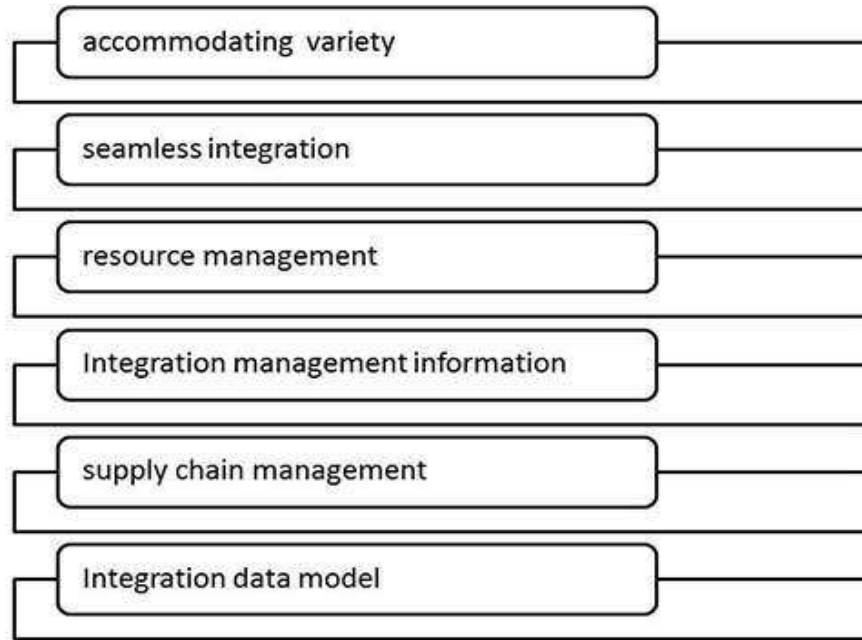 accommodating variety
seamless integration
resource management
Integration management information
supply chain management
Integration data model